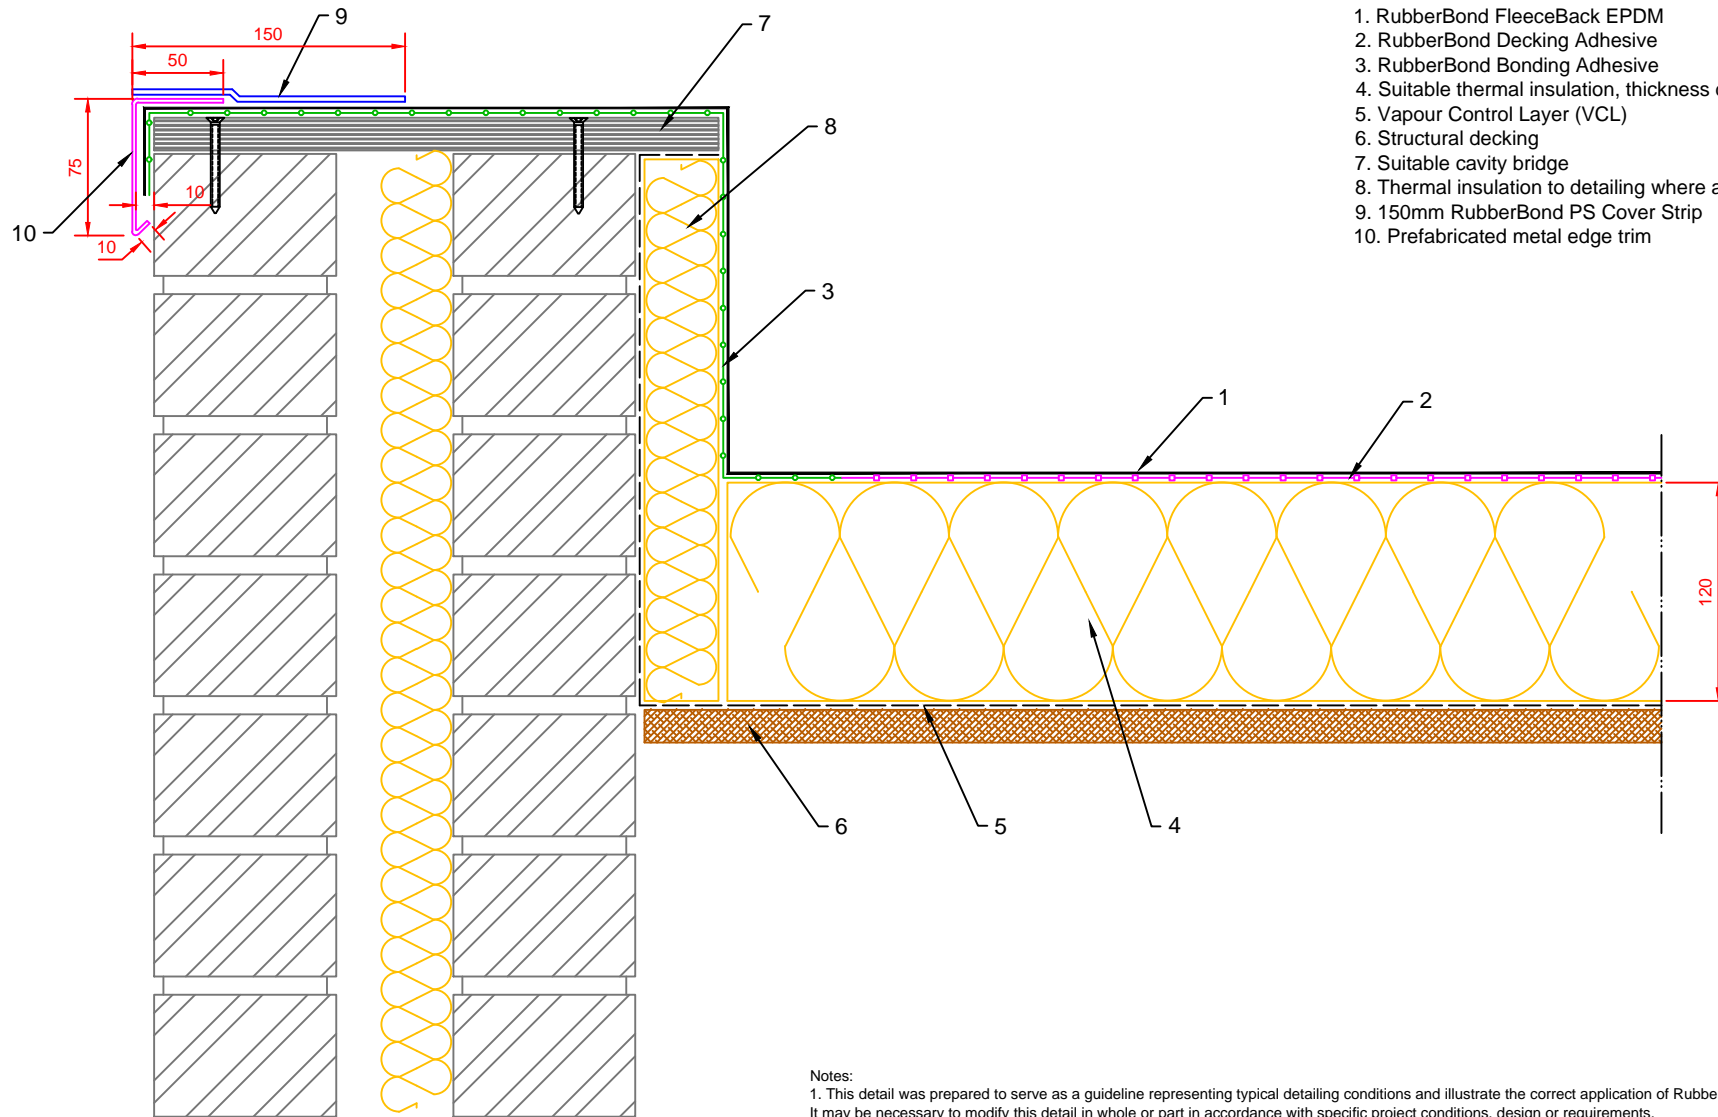 9
150
50
7
8
75
10
10
10
3
1
2
120
6
5
4
1. RubberBond FleeceBack EPDM
2. RubberBond Decking Adhesive
3. RubberBond Bonding Adhesive
4. Suitable thermal insulation, thickness
5. Vapour Control Layer (VCL)
6. Structural decking
7. Suitable cavity bridge
8. Thermal insulation to detailing where
9. 150mm RubberBond PS Cover Strip
10. Prefabricated metal edge trim
Notes:
1. This detail was prepared to serve as a guideline representing typical detailing conditions and illustrate the correct application of
It may be necessary to modify this detail in whole or part in accordance with specific project conditions, design or requirements.